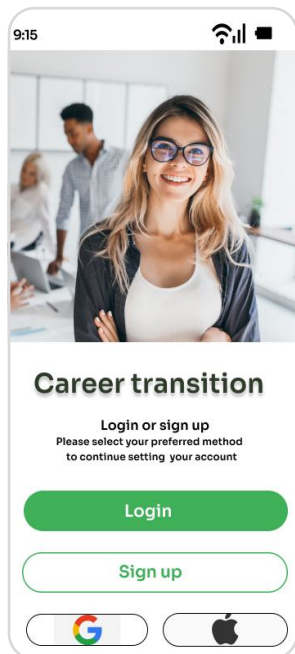 9:15
Career transition
Login or sign up
Please select your preferred method
to continue setting your account
Login
Sign up